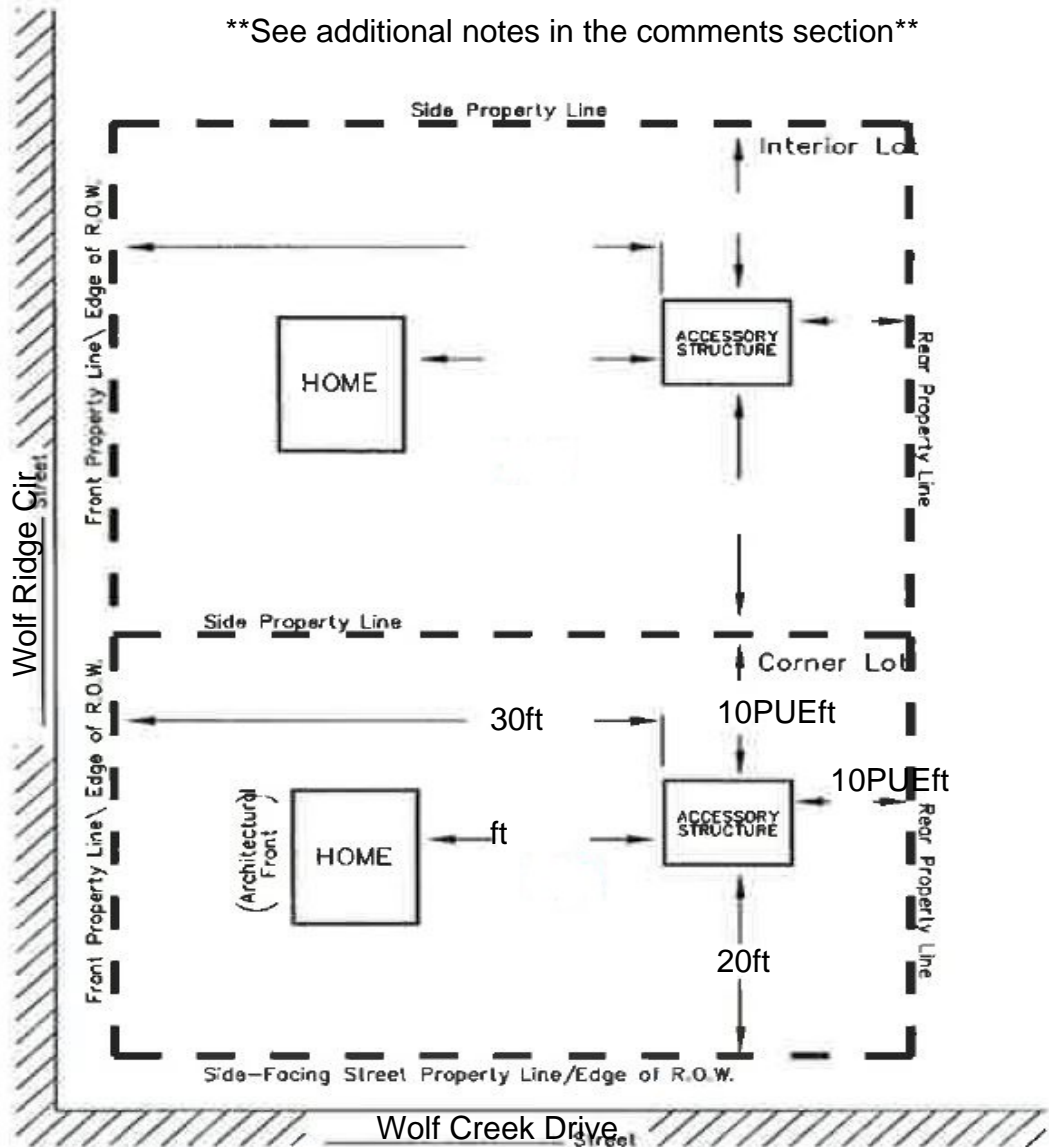 **See additional notes in the comments section**
Side Property Line
Interior Lot
Front Property Line\ Edge of R.O.W.
HOME
ACCESSORY
STRUCTURE
Rear Property Line
Wolf Ridge Cir
Street
Side Property Line
Corner Lot
Front Property Line\ Edge of R.O.W.
30ft
10PUEft
10PUEft
(Architectural
Front)
HOME
ft
ACCESSORY
STRUCTURE
Rear Property Line
20ft
Side-Facing Street Property Line/Edge of R.O.W.
Wolf Creek Drive
Street